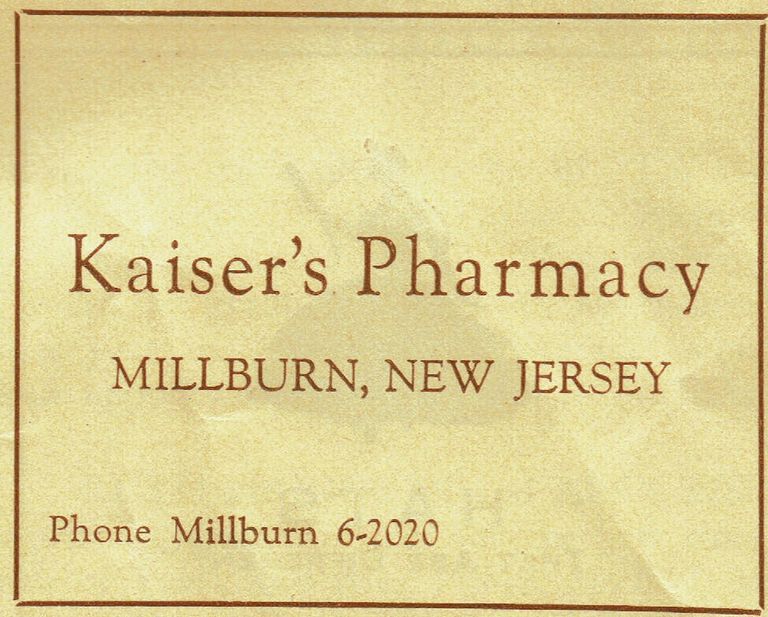 Kaiser's Pharmacy
MILLBURN, NEW JERSEY
Phone Millburn 6-2020